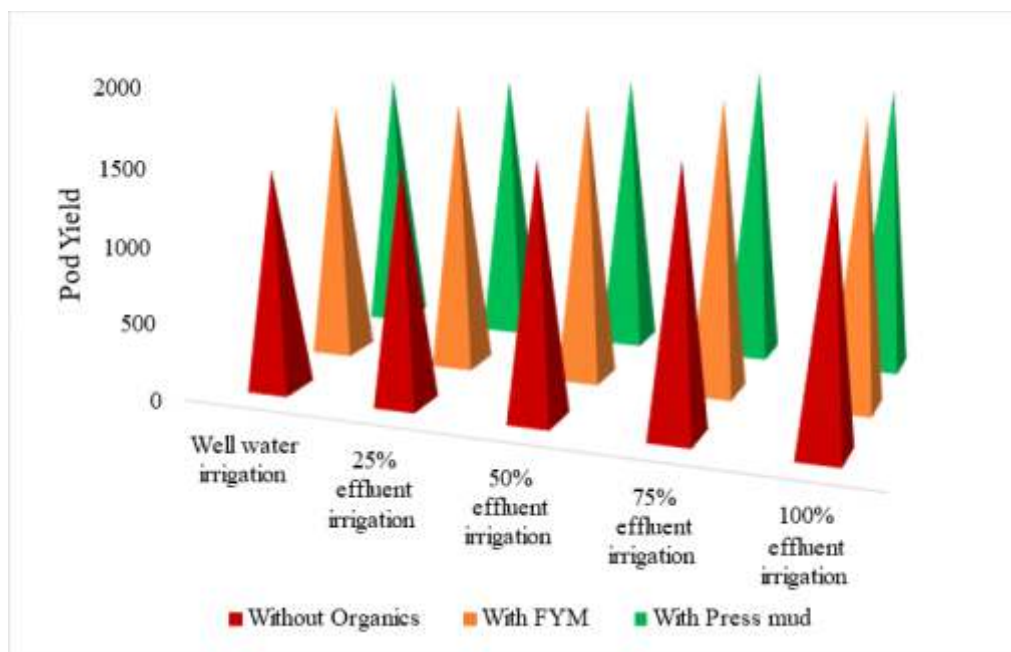 2000
1500
1000
500
0
Pod Yield
Well water
irrigation
25%
effluent
irrigation
50%
effluent
irrigation
75%
effluent
irrigation
100%
effluent
irrigation
Without Organics With FYM With Press mud